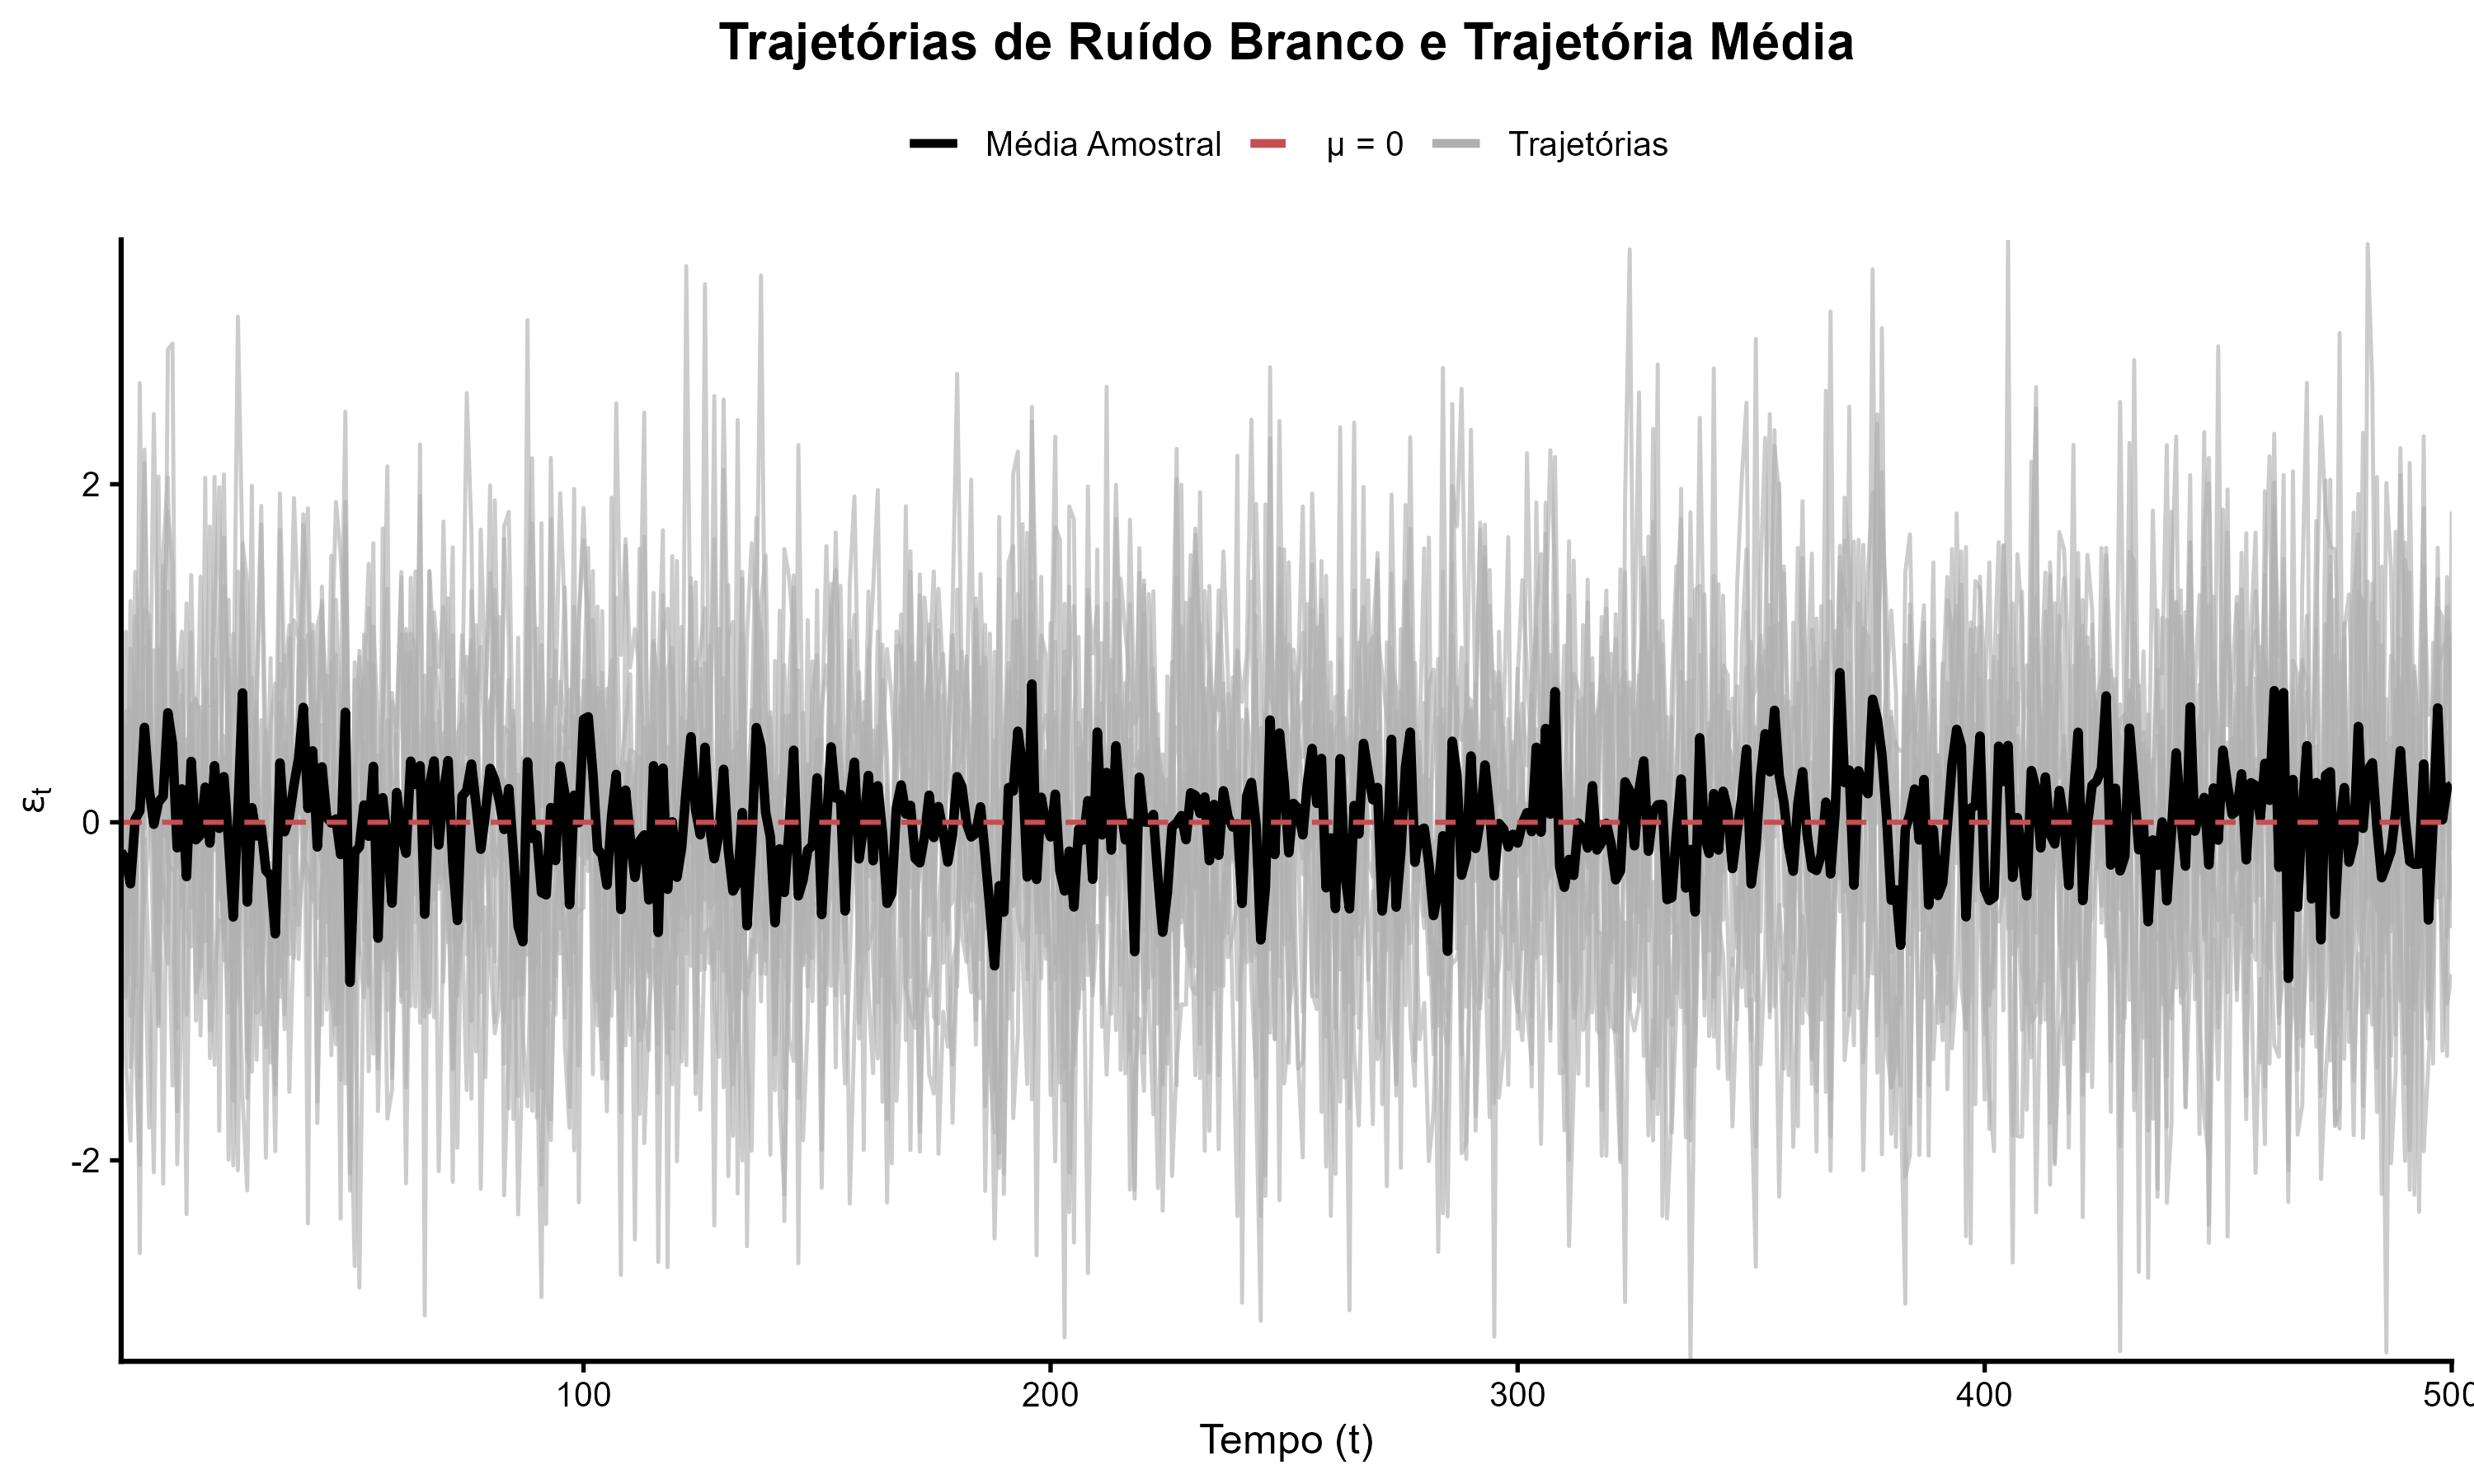 Trajetórias de Ruído Branco e Trajetória Média
Média Amostral μ = 0 Trajetórias
εt
2
0
-2
100 200 300 400 500
Tempo (t)